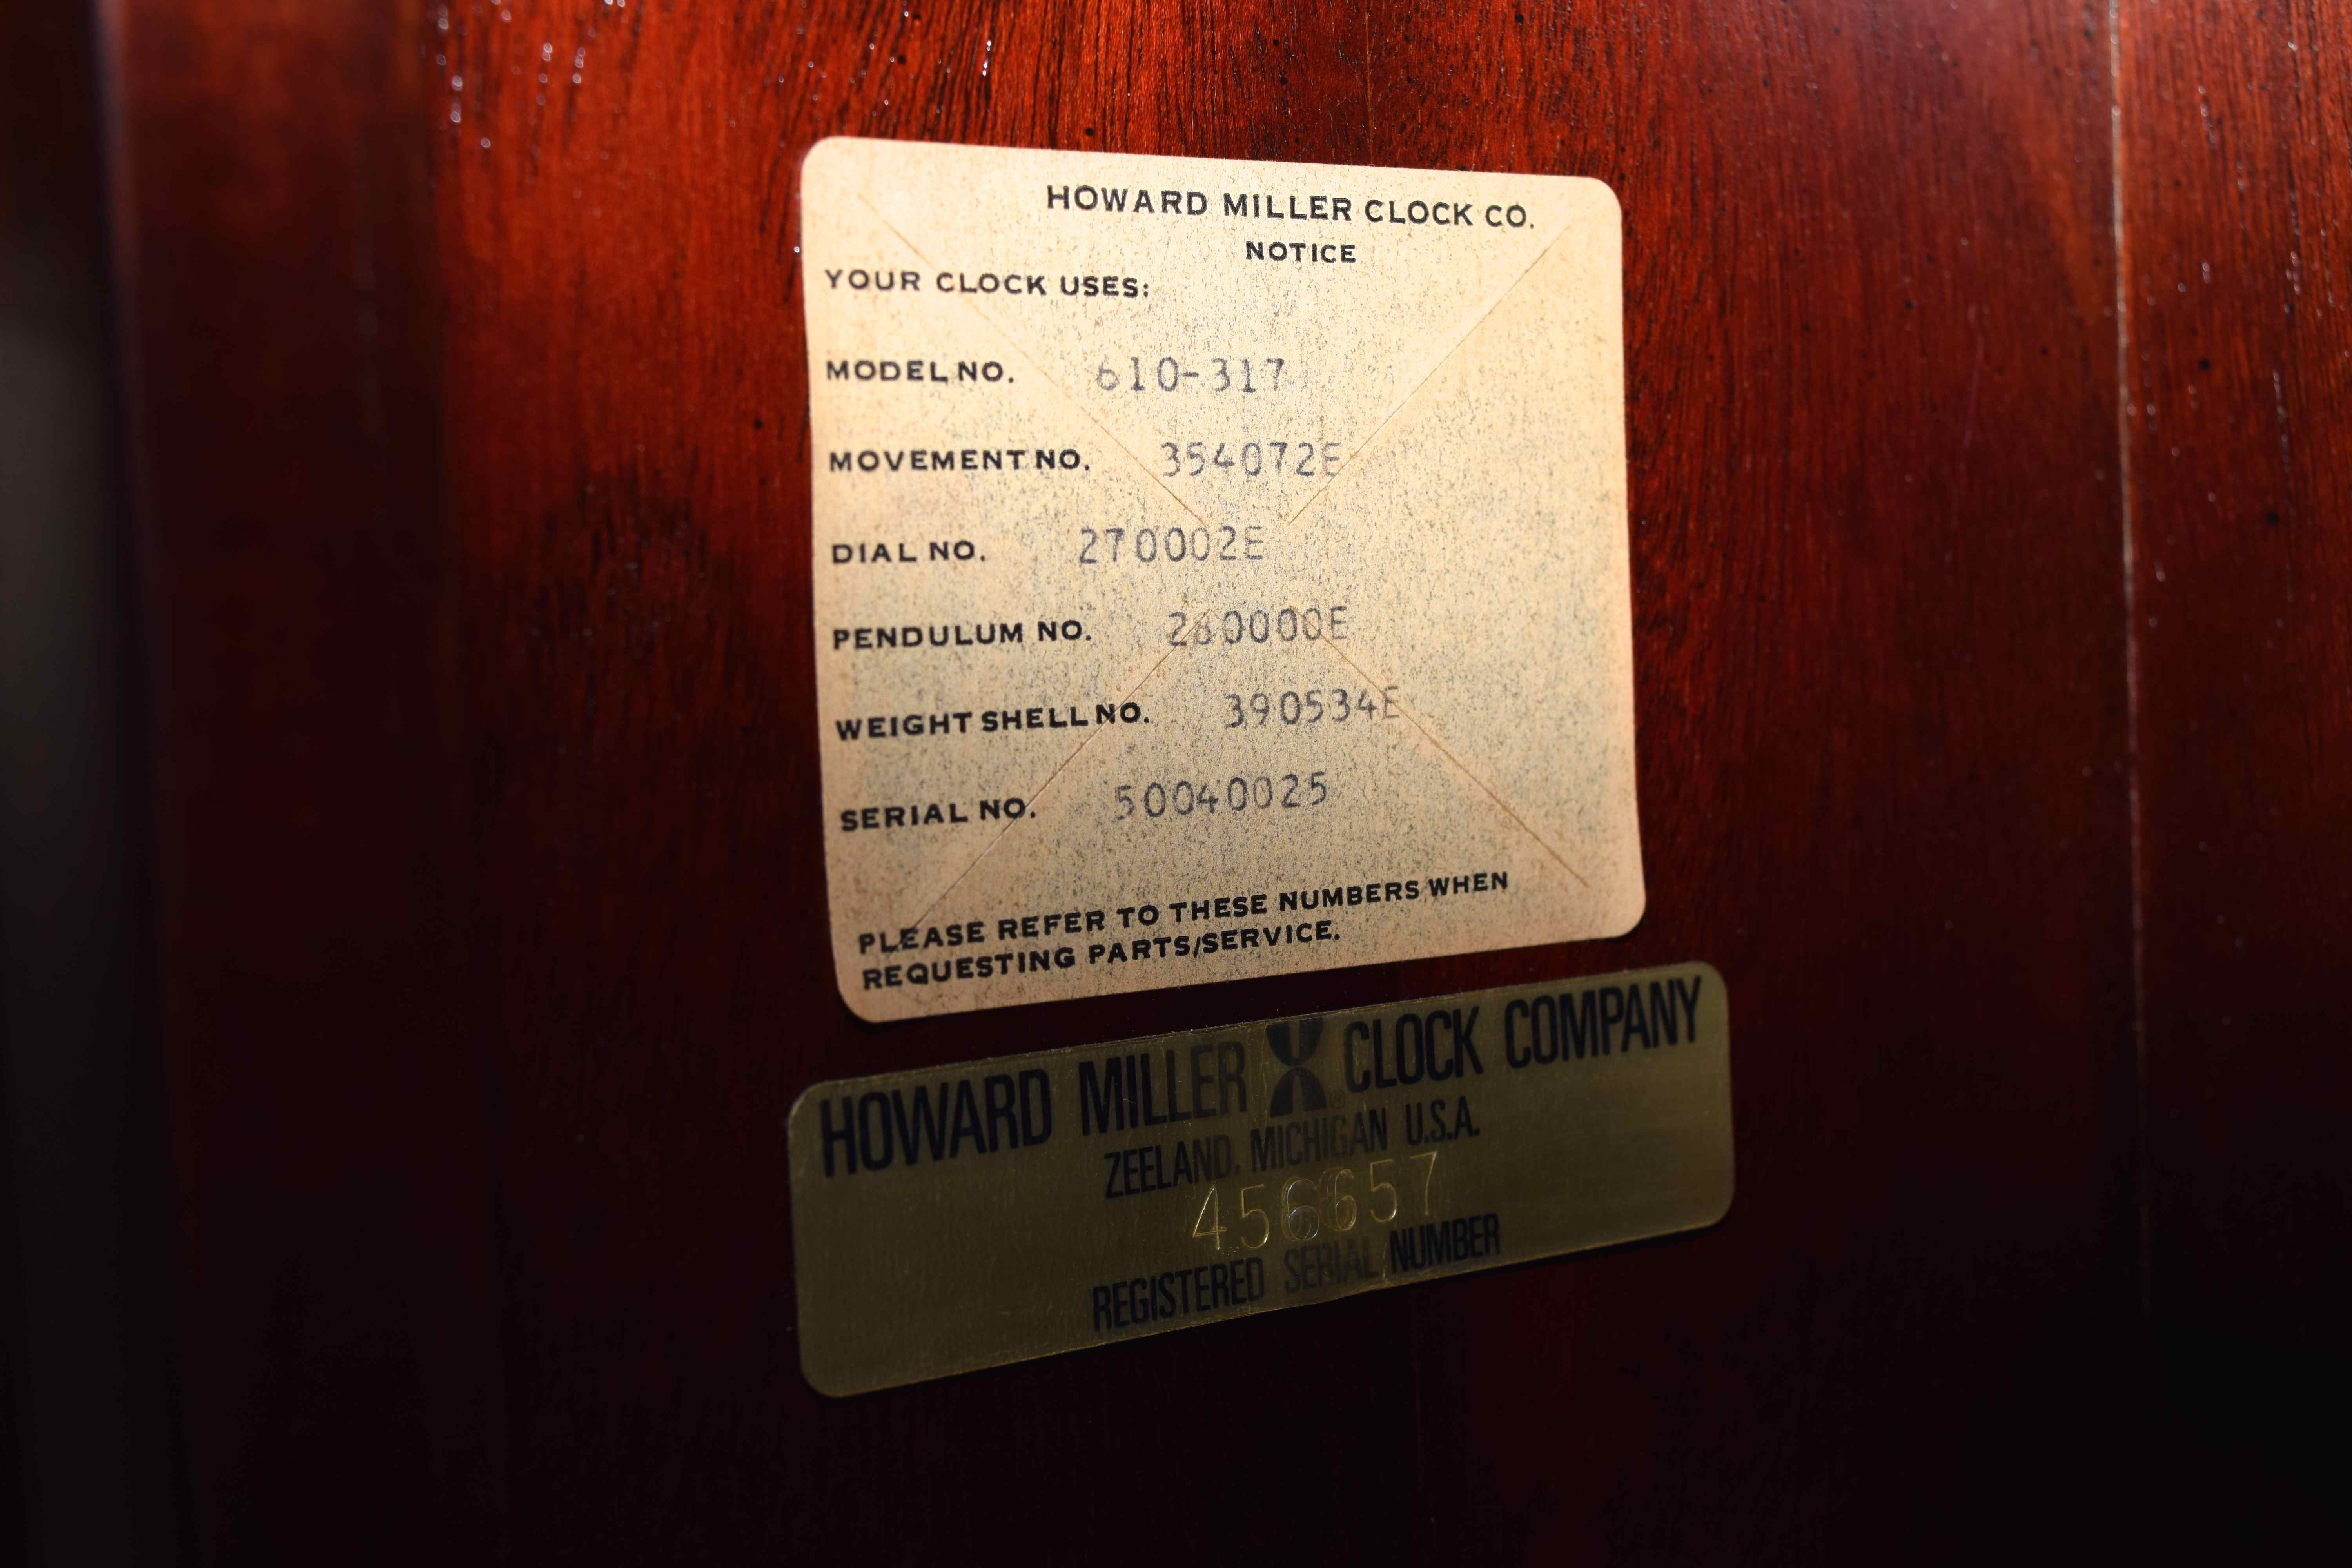 HOWARD MILLER CLOCK CO.
NOTICE
YOUR CLOCK USES:
MODEL NO. 610-317
MOVEMENT NO. 354072E
DIAL NO. 270002E
PENDULUM NO. 260000E
WEIGHT SHELL NO. 390534E
SERIAL NO. 50040025
PLEASE REFER TO THESE NUMBERS WHEN
REQUESTING PARTS/SERVICE.
HOWARD MILLER CLOCK COMPANY
ZEELAND, MICHIGAN U.S.A.
456657
REGISTERED SERIAL NUMBER